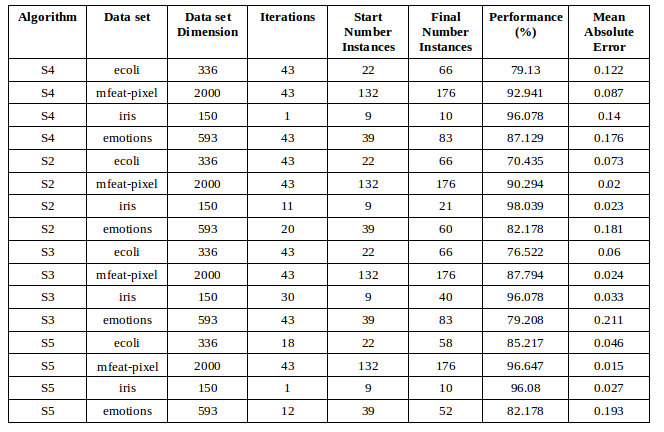 Algorithm Data set Data set Dimension Iterations Start Number Instances Final Number Instances Performance (%) Mean Absolute Error
S4 ecoli 336 43 22 66 79.13 0.122
S4 mfeat-pixel 2000 43 132 176 92.941 0.087
S4 iris 150 1 9 10 96.078 0.14
S4 emotions 593 43 39 83 87.129 0.176
S2 ecoli 336 43 22 66 70.435 0.073
S2 mfeat-pixel 2000 43 132 176 90.294 0.02
S2 iris 150 11 9 21 98.039 0.023
S2 emotions 593 20 39 60 82.178 0.181
S3 ecoli 336 43 22 66 76.522 0.06
S3 mfeat-pixel 2000 43 132 176 87.794 0.024
S3 iris 150 30 9 40 96.078 0.033
S3 emotions 593 43 39 83 79.208 0.211
S5 ecoli 336 18 22 58 85.217 0.046
S5 mfeat-pixel 2000 43 132 176 96.647 0.015
S5 iris 150 1 9 10 96.08 0.027
S5 emotions 593 12 39 52 82.178 0.193